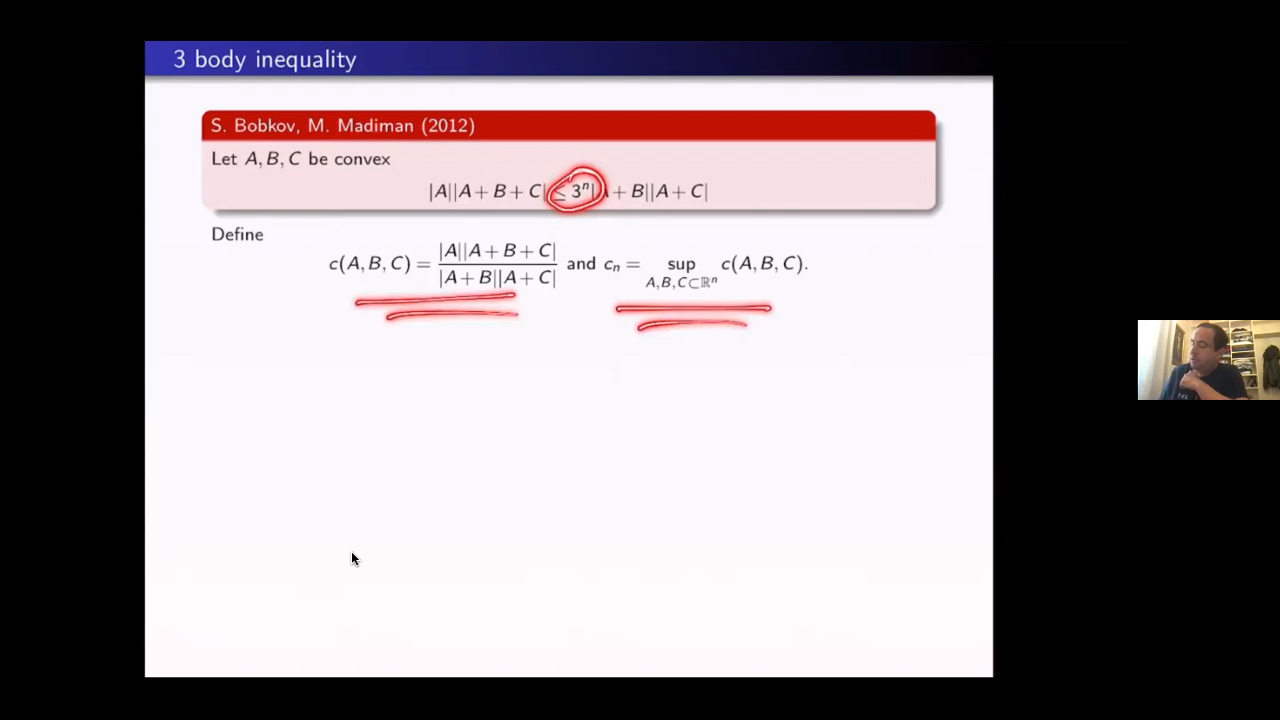 3 body inequality
S. Bobkov, M. Madiman (2012)
Let A, B, C be convex
|A||A + B + C| ≤ 3ⁿ| + B||A + C|
Define
c(A, B, C) = |A||A + B + C| / |A + B||A + C| and cₙ = sup A,B,C⊂ℝⁿ c(A, B, C).